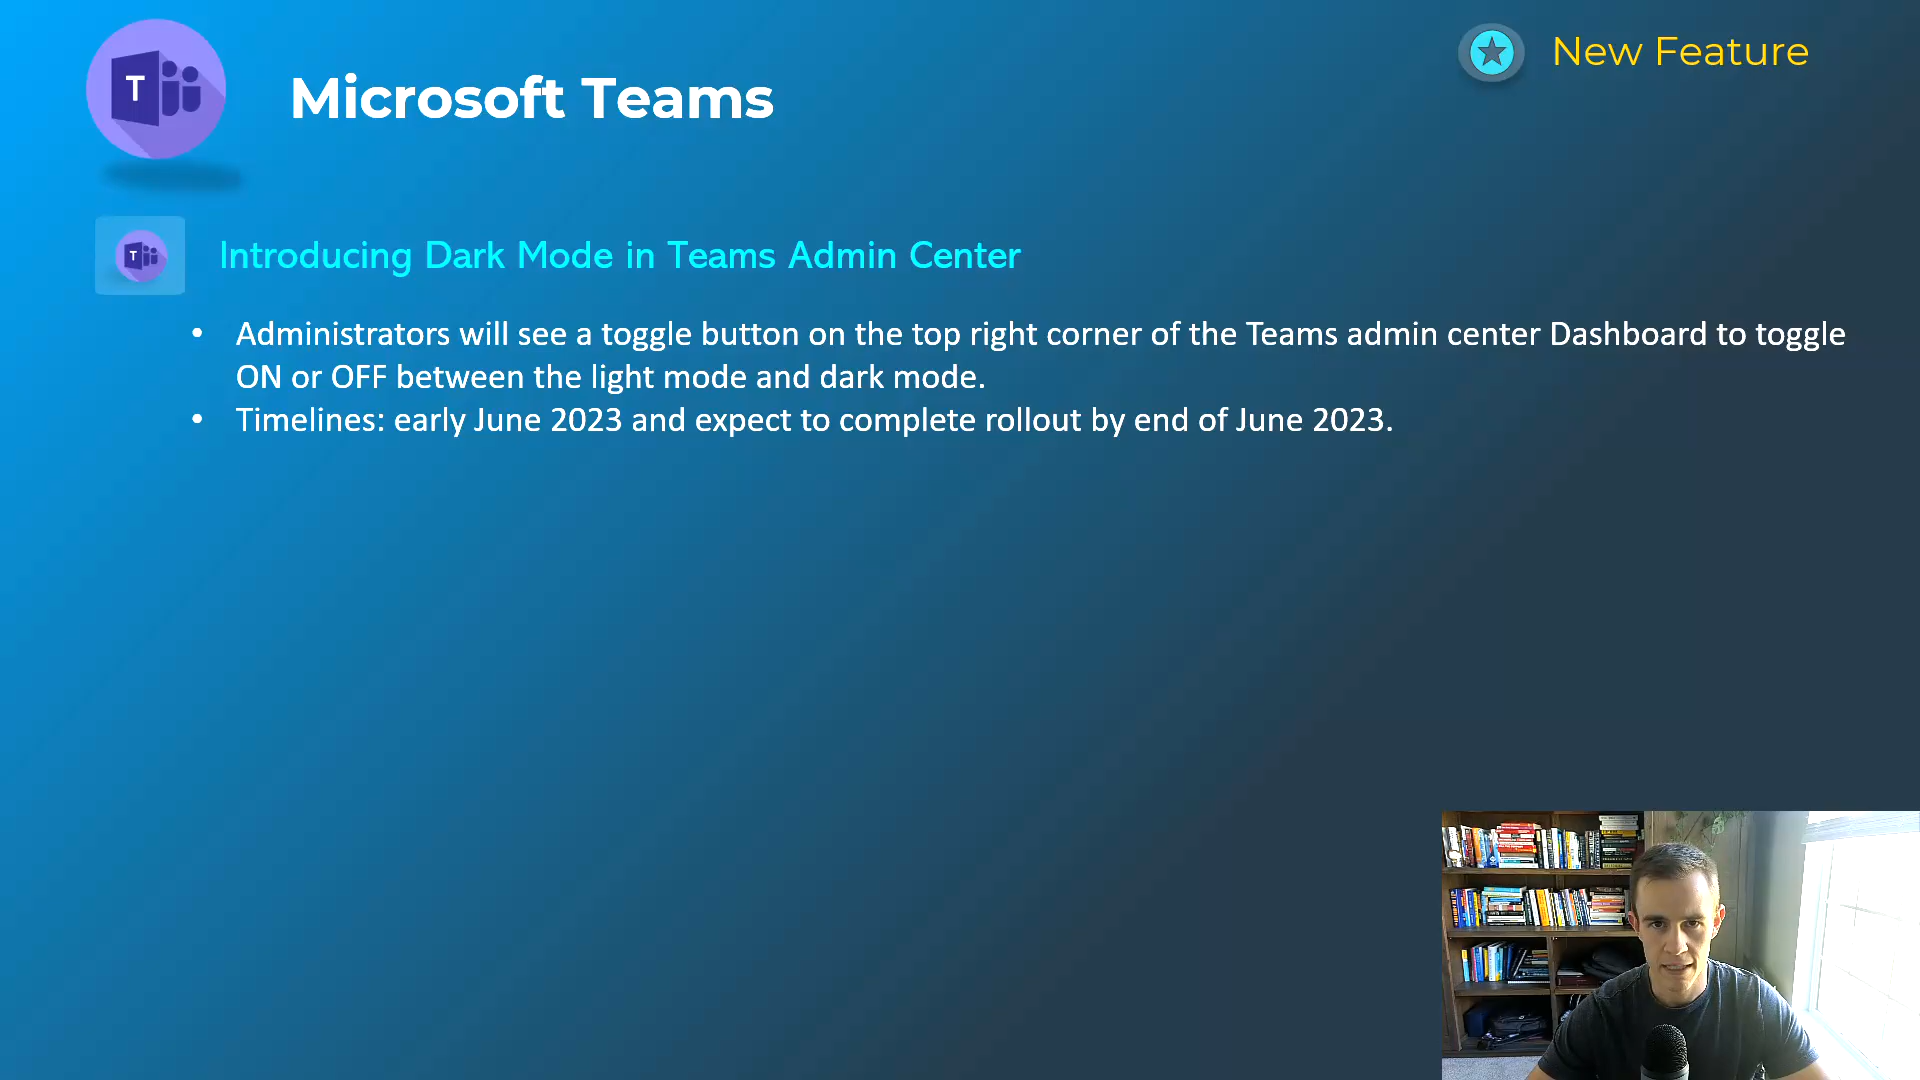 New Feature
T
Microsoft Teams
T
Introducing Dark Mode in Teams Admin Center
• Administrators will see a toggle button on the top right corner of the Teams admin center Dashboard to toggle
ON or OFF between the light mode and dark mode.
• Timelines: early June 2023 and expect to complete rollout by end of June 2023.